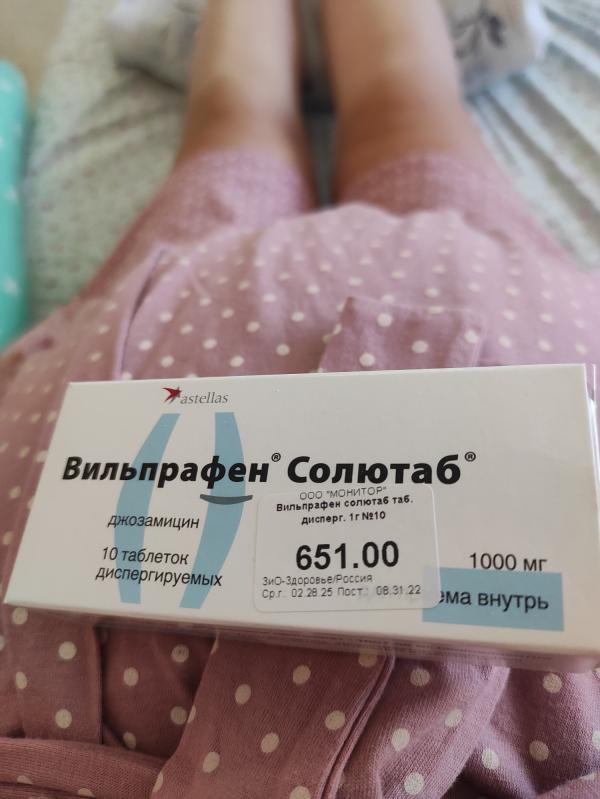 astellas
Вильпрафен® Солютаб®
джозамицин
10 таблеток
диспергируемых
ООО "МОНИТОР"
Вильпрафен солютаб таб.
дисперг. 1г №10
651.00
ЗиО-Здоровье/Россия
Ср.г.: 02.28.25 Пост.: 08.31.22
1000 мг
ема внутрь